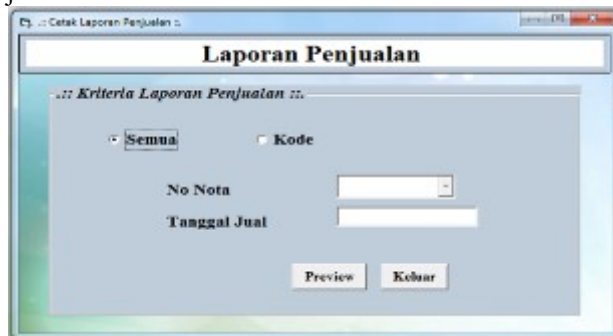 j
.:: Cetak Laporan Penjualan ::.
Laporan Penjualan
.:: Kriteria Laporan Penjualan ::.
Semua Kode
No Nota
Tanggal Jual
Preview Keluar